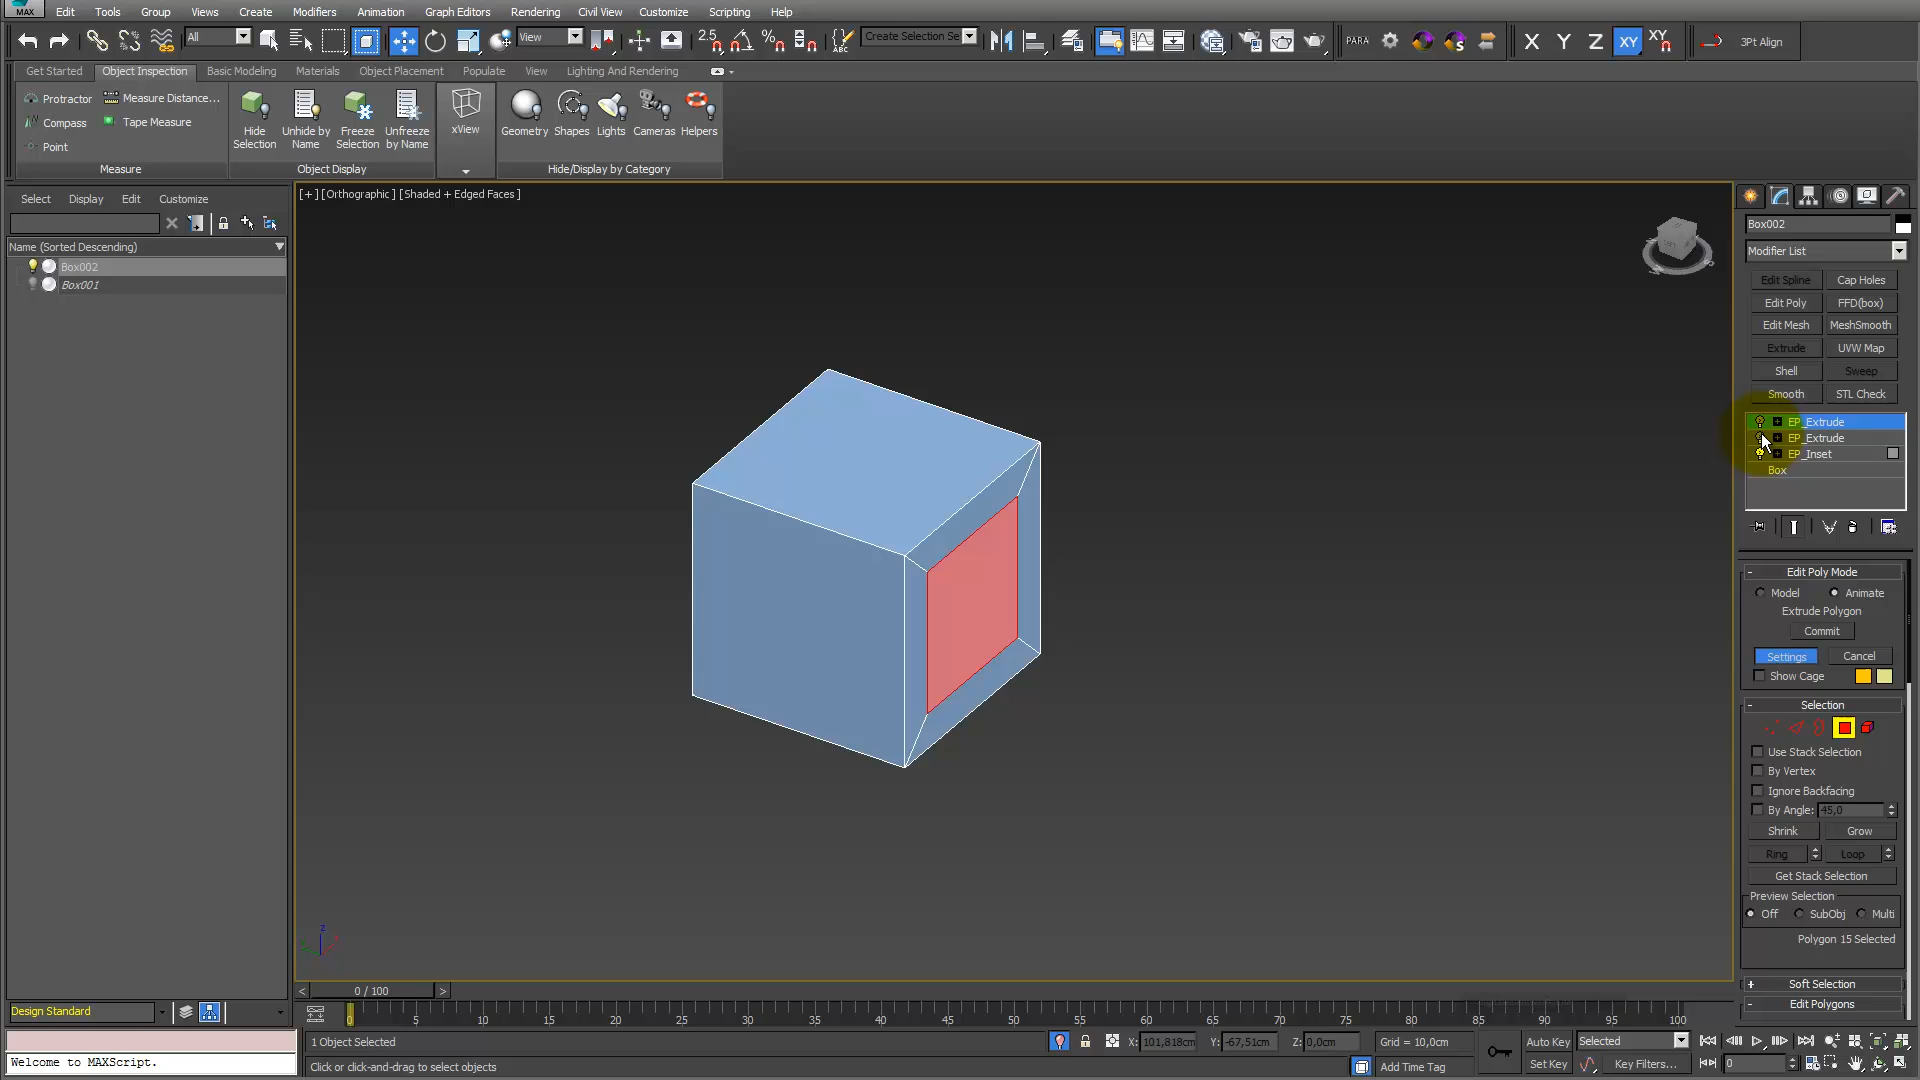 MAX Edit Tools Group Views Create Modifiers Animation Graph Editors Rendering Civil View Customize Scripting Help
All View 2.5 ABC Create Selection Se PARA X Y Z XY XY 3Pt Align
Get Started Object Inspection Basic Modeling Materials Object Placement Populate View Lighting And Rendering
Protractor Measure Distance...
Compass Tape Measure
Point
Measure
Hide Selection
Unhide by Name
Freeze Selection
Unfreeze by Name
Object Display
xView
Geometry Shapes Lights Cameras Helpers
Hide/Display by Category
Select Display Edit Customize
Name (Sorted Descending)
Box002
Box001
[+] [Orthographic ] [Shaded + Edged Faces ]
Box002
Modifier List
Edit Spline Cap Holes
Edit Poly FFD(box)
Edit Mesh MeshSmooth
Extrude UVW Map
Shell Sweep
Smooth STL Check
EP_Extrude
EP_Extrude
EP_Inset
Box
- Edit Poly Mode
Model Animate
Extrude Polygon
Commit
Settings Cancel
Show Cage
- Selection
Use Stack Selection
By Vertex
Ignore Backfacing
By Angle: 45,0
Shrink Grow
Ring Loop
Get Stack Selection
Preview Selection
Off SubObj Multi
Polygon 15 Selected
+ Soft Selection
- Edit Polygons
z
< 0 / 100 >
Design Standard
0 5 10 15 20 25 30 35 40 45 50 55 60 65 70 75 80 85 90 95 100
1 Object Selected X: 101,818cm Y: -67,51cm Z: 0,0cm Grid = 10,0cm Auto Key Selected
Welcome to MAXScript. Click or click-and-drag to select objects Add Time Tag Set Key Key Filters... 0